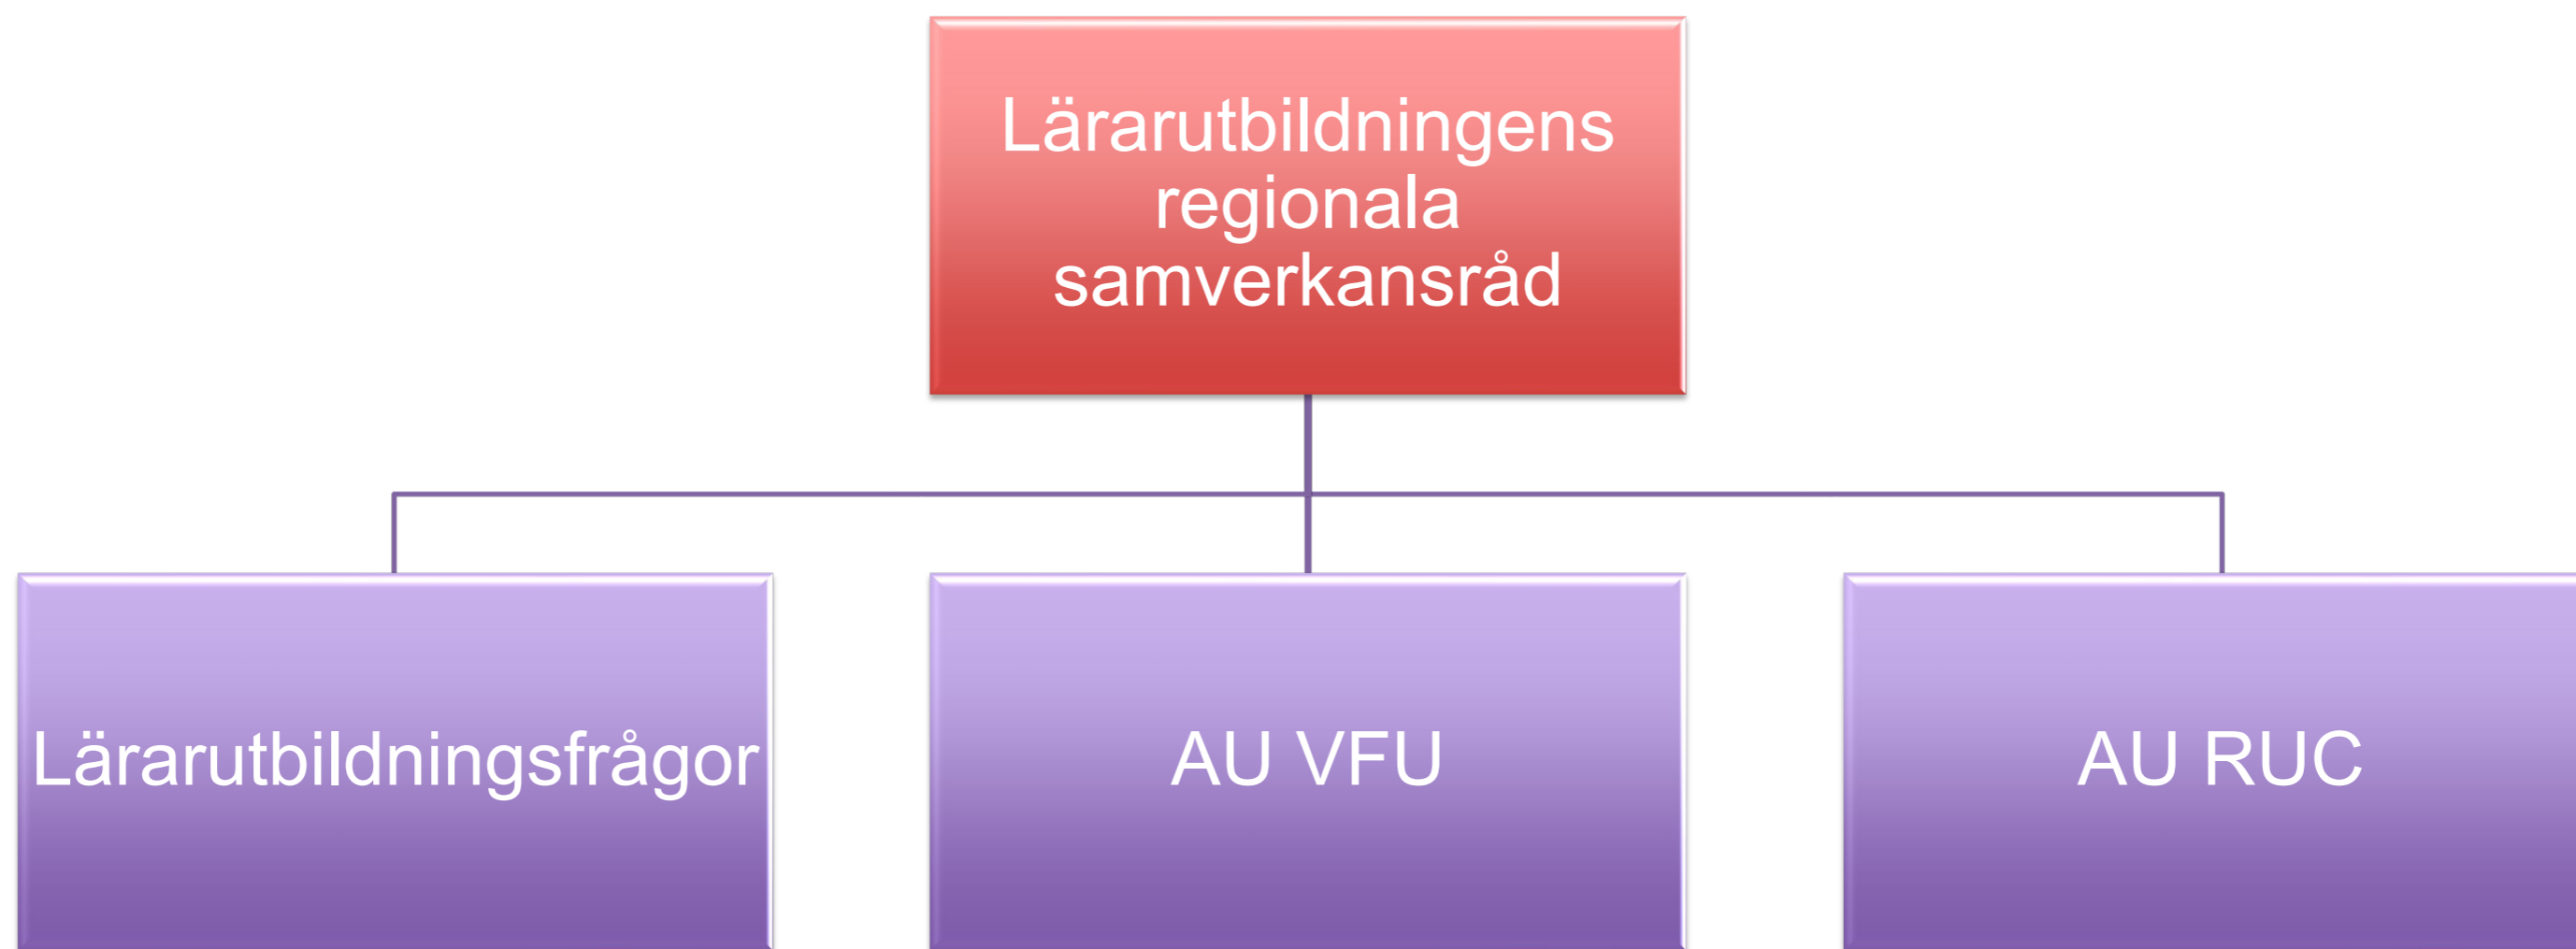 Lärarutbildningens
regionala
samverkansråd
Lärarutbildningsfrågor
AU VFU
AU RUC